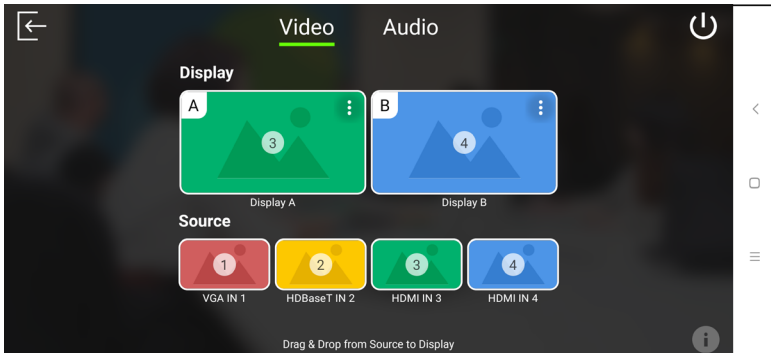 Video Audio
Display
A
3
B
4
Display A Display B
Source
1 2 3 4
VGA IN 1 HDBaseT IN 2 HDMI IN 3 HDMI IN 4
Drag & Drop from Source to Display
i